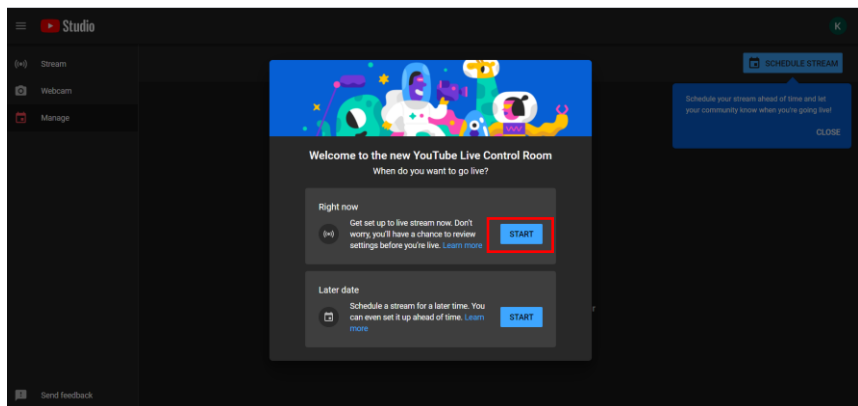 Studio
K
Stream
SCHEDULE STREAM
Webcam
Manage
Schedule your stream ahead of time and let
your community know when you're going live!
CLOSE
Welcome to the new YouTube Live Control Room
When do you want to go live?
Right now
Get set up to live stream now. Don't
worry, you'll have a chance to review
settings before you're live. Learn more
START
Later date
Schedule a stream for a later time. You
can even set it up ahead of time. Learn
more
START
r
Send feedback